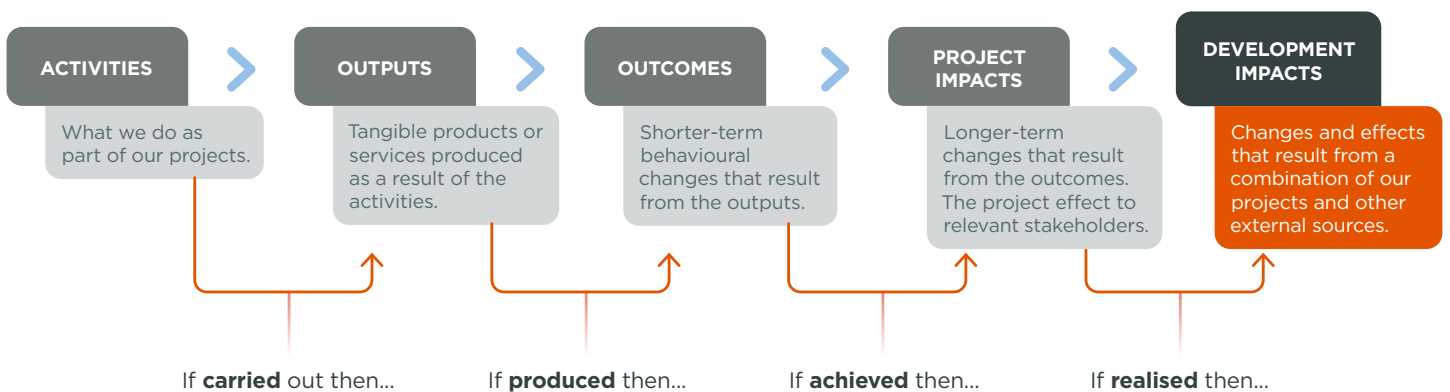 ACTIVITIES
What we do as
part of our projects.
OUTPUTS
Tangible products or
services produced
as a result of the
activities.
OUTCOMES
Shorter-term
behavioural
changes that result
from the outputs.
PROJECT
IMPACTS
Longer-term
changes that result
from the outcomes.
The project effect to
relevant stakeholders.
DEVELOPMENT
IMPACTS
Changes and effects
that result from a
combination of our
projects and other
external sources.
If carried out then...
If produced then...
If achieved then...
If realised then...